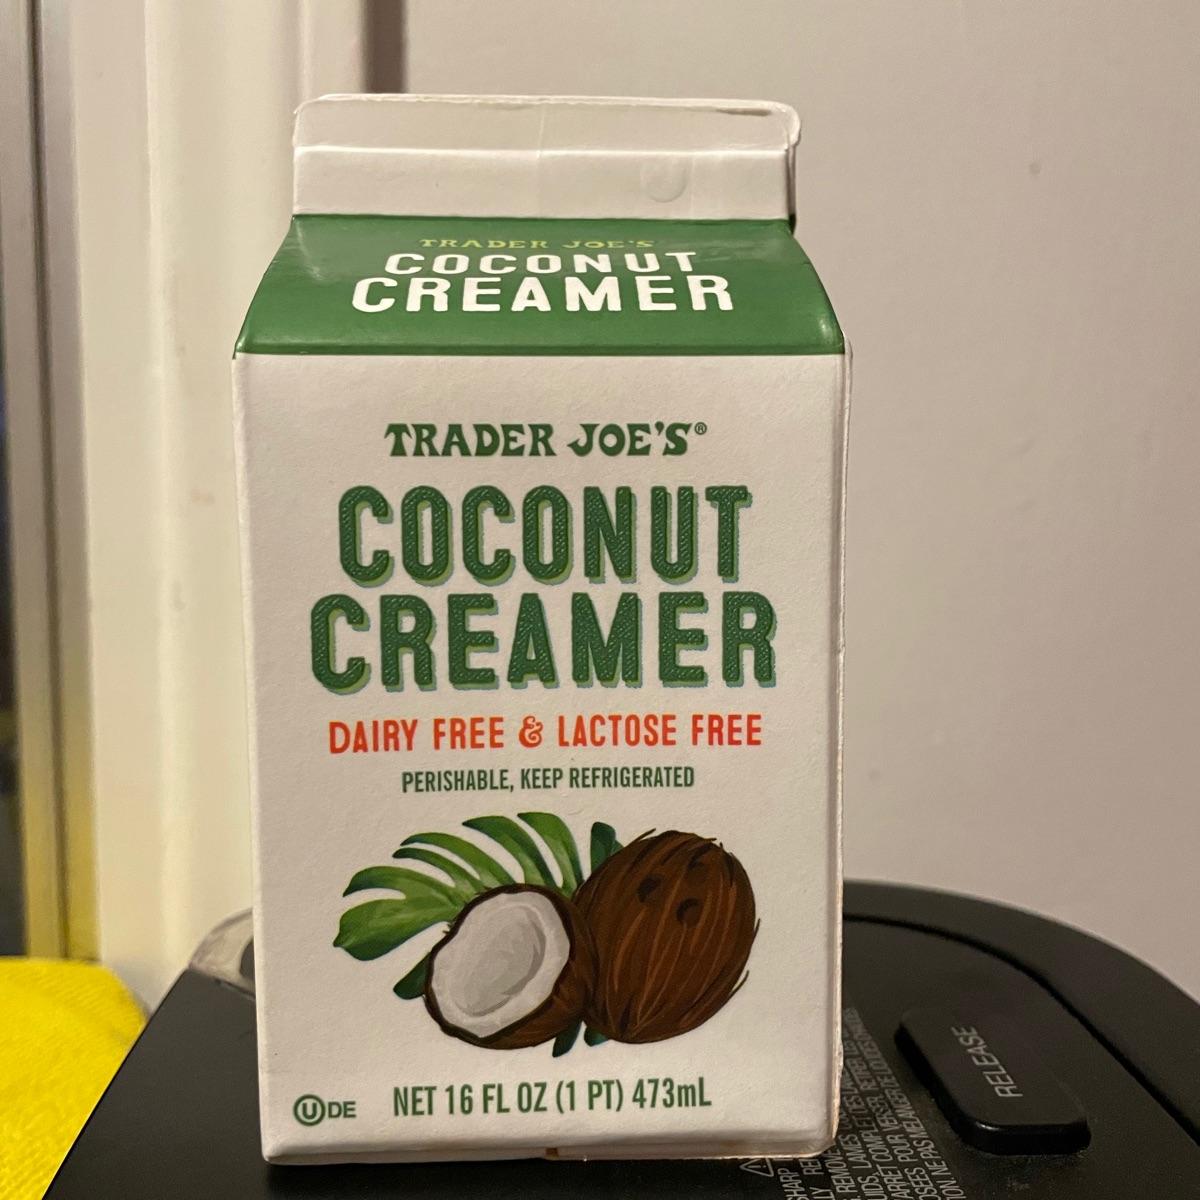 TRADER JOE'S
COCONUT
CREAMER
TRADER JOE'S®
COCONUT
CREAMER
DAIRY FREE & LACTOSE FREE
PERISHABLE, KEEP REFRIGERATED
Ⓤ DE
NET 16 FL OZ (1 PT) 473mL
RELEASE